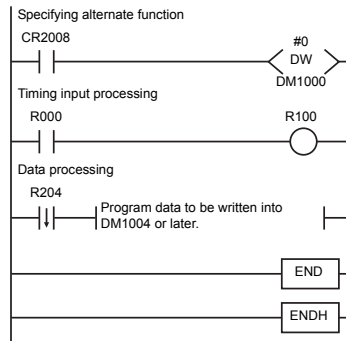 Specifying alternate function
CR2008
#0
DW
DM1000
Timing input processing
R000
R100
Data processing
R204
Program data to be written into
DM1004 or later.
END
ENDH